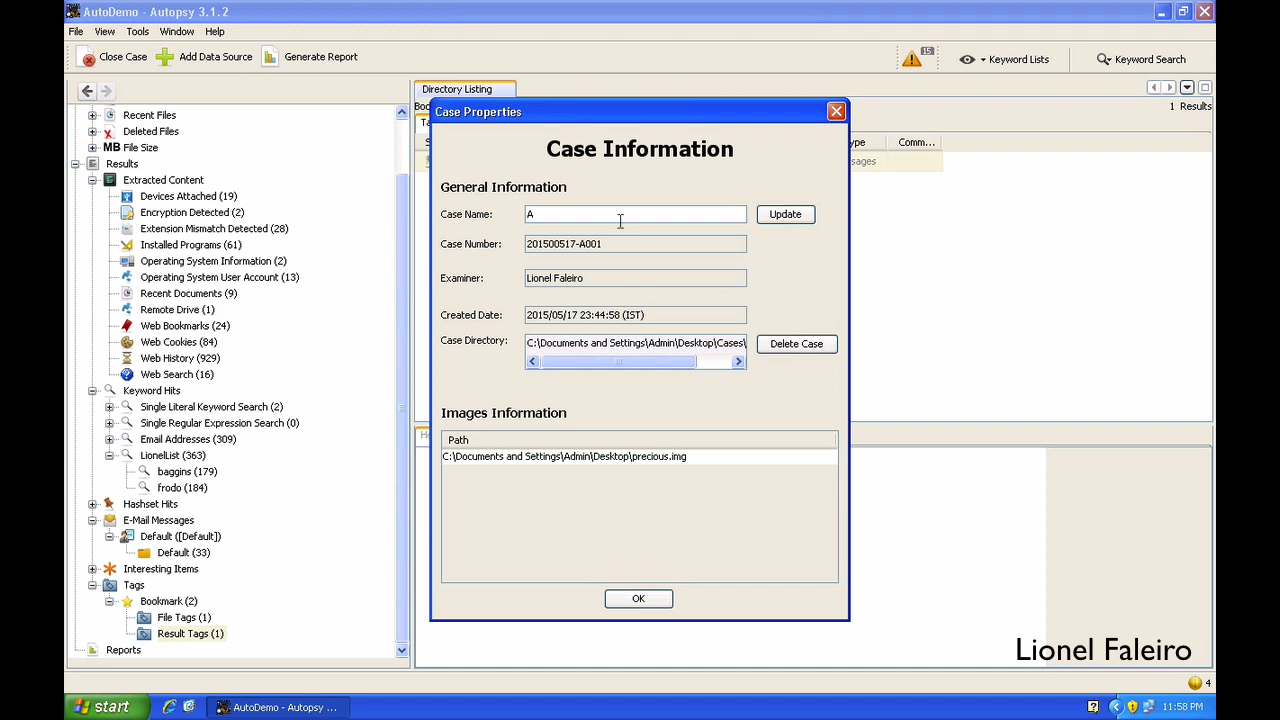 AutoDemo - Autopsy 3.1.2
File View Tools Window Help
Close Case Add Data Source Generate Report 15 Keyword Lists Keyword Search
Directory Listing
1 Results
Comm...
Recent Files
Deleted Files
MB File Size
Results
Extracted Content
Devices Attached (19)
Encryption Detected (2)
Extension Mismatch Detected (28)
Installed Programs (61)
Operating System Information (2)
Operating System User Account (13)
Recent Documents (9)
Remote Drive (1)
Web Bookmarks (24)
Web Cookies (84)
Web History (929)
Web Search (16)
Keyword Hits
Single Literal Keyword Search (2)
Single Regular Expression Search (0)
Email Addresses (309)
LionelList (363)
baggins (179)
frodo (184)
Hashset Hits
E-Mail Messages
Default ([Default])
Default (33)
Interesting Items
Tags
Bookmark (2)
File Tags (1)
Result Tags (1)
Reports
Case Properties
Case Information
General Information
Case Name: A Update
Case Number: 201500517-A001
Examiner: Lionel Faleiro
Created Date: 2015/05/17 23:44:58 (IST)
Case Directory: C:\Documents and Settings\Admin\Desktop\Cases\ Delete Case
Images Information
Path
C:\Documents and Settings\Admin\Desktop\precious.img
OK
Lionel Faleiro
4
start AutoDemo - Autopsy ... 11:58 PM